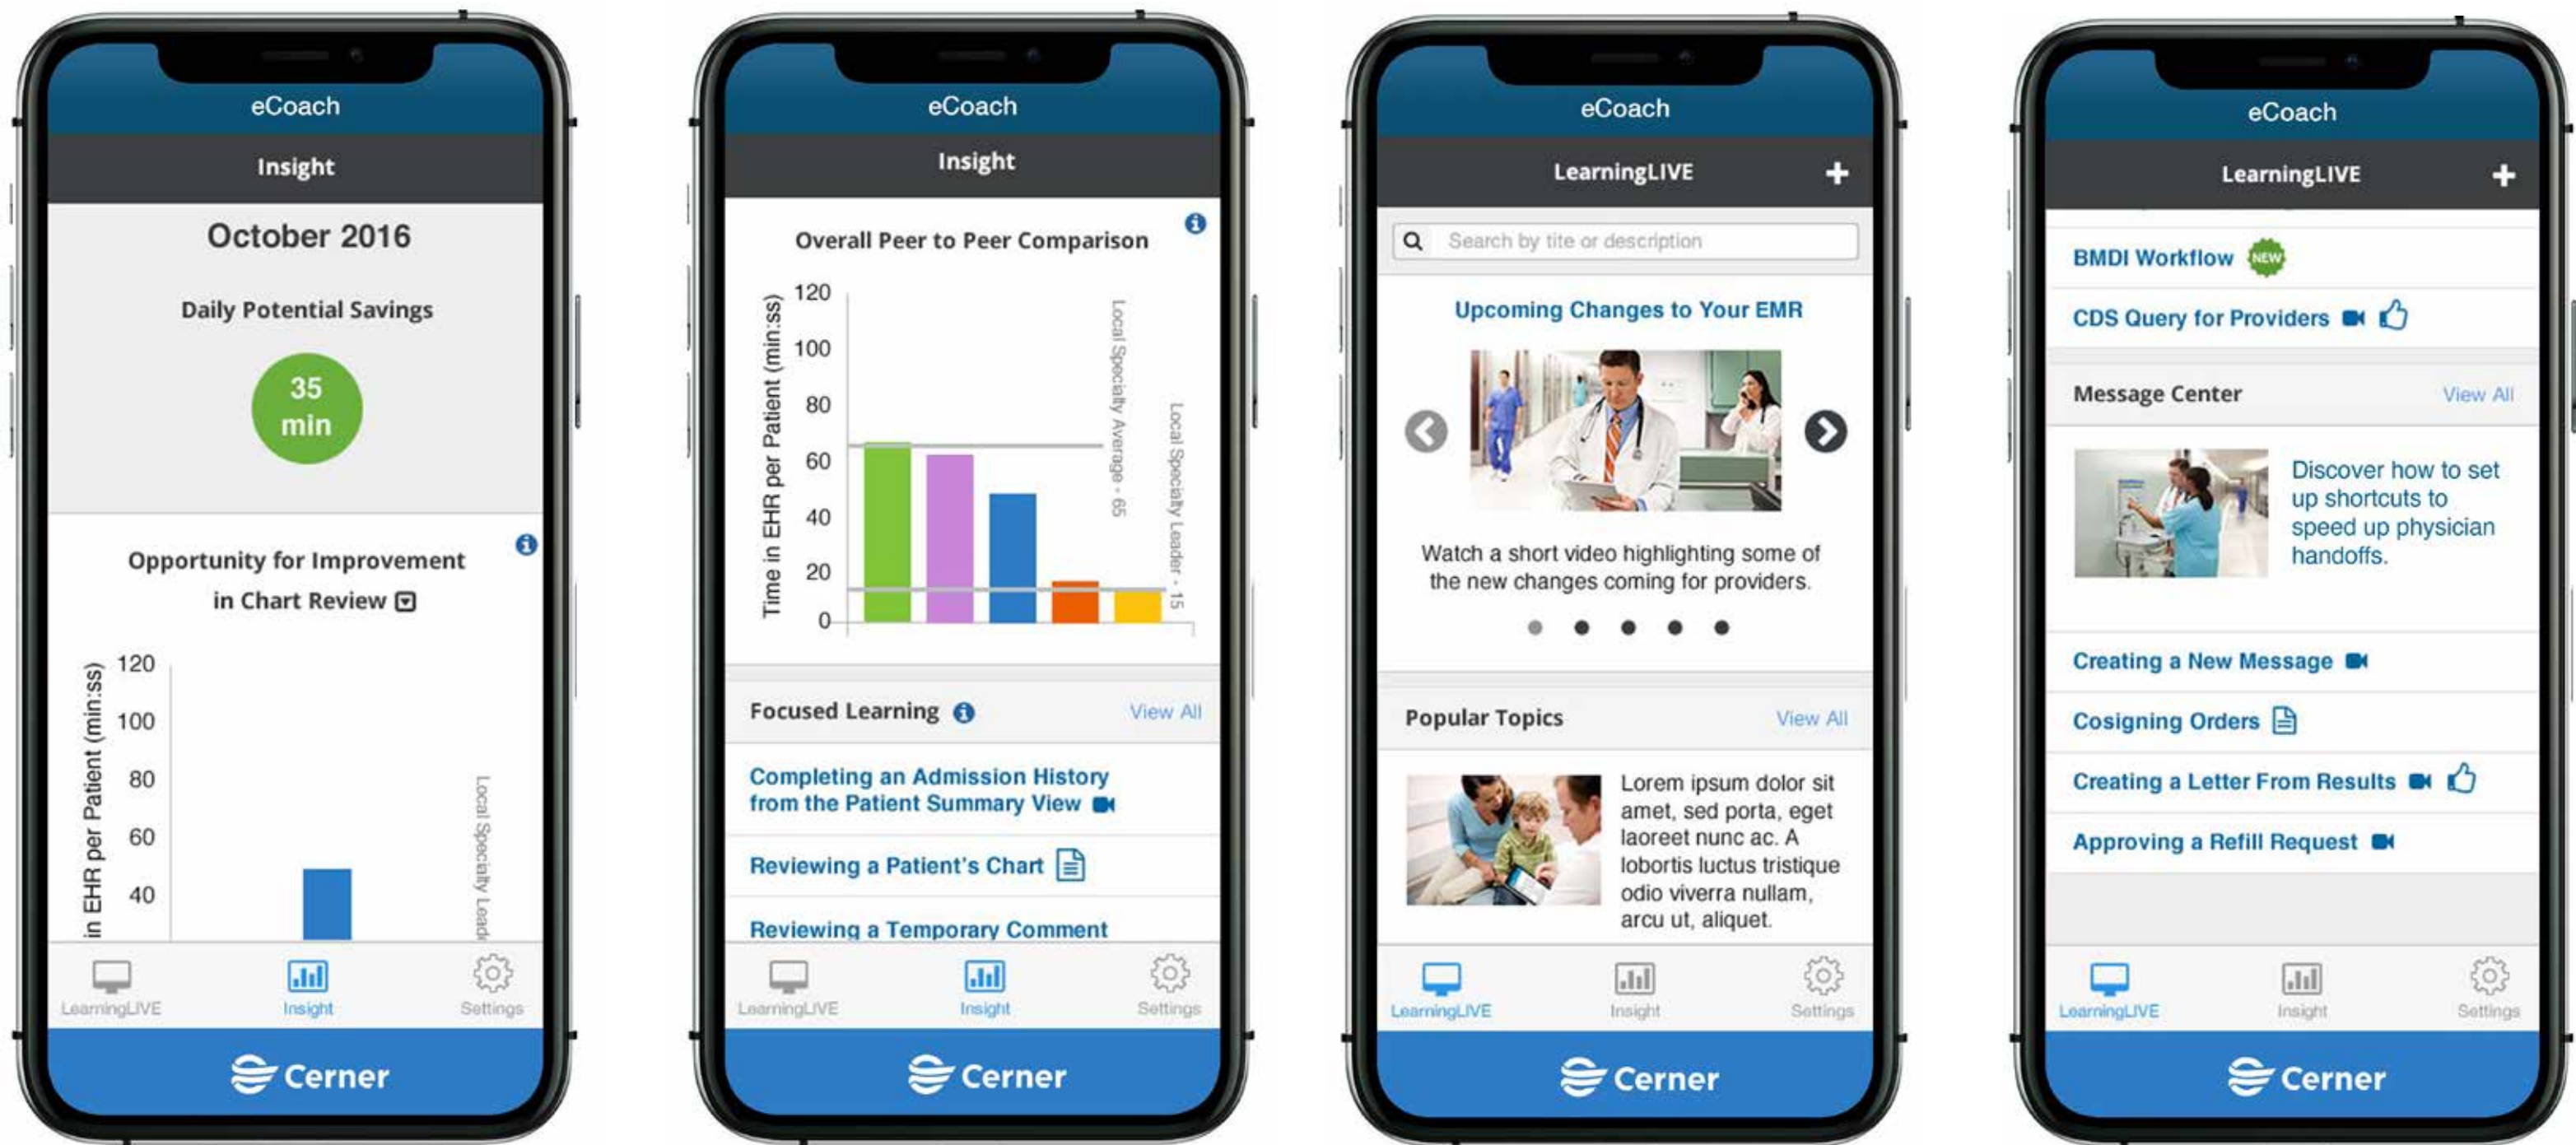 eCoach
Insight
October 2016
Daily Potential Savings
35
min
Opportunity for Improvement
in Chart Review
in EHR per Patient (min:ss)
120
100
80
60
40
Local Specialty Lead
LearningLIVE
Insight
Settings
Cerner
eCoach
Insight
Overall Peer to Peer Comparison
Time in EHR per Patient (min:ss)
120
100
80
60
40
20
0
Local Specialty Average - 65
Local Specialty Leader - 15
Focused Learning
View All
Completing an Admission History
from the Patient Summary View
Reviewing a Patient's Chart
Reviewing a Temporary Comment
LearningLIVE
Insight
Settings
Cerner
eCoach
LearningLIVE
Search by tite or description
Upcoming Changes to Your EMR
Watch a short video highlighting some of
the new changes coming for providers.
Popular Topics
View All
Lorem ipsum dolor sit
amet, sed porta, eget
laoreet nunc ac. A
lobortis luctus tristique
odio viverra nullam,
arcu ut, aliquet.
LearningLIVE
Insight
Settings
Cerner
eCoach
LearningLIVE
BMDI Workflow NEW
CDS Query for Providers
Message Center
View All
Discover how to set
up shortcuts to
speed up physician
handoffs.
Creating a New Message
Cosigning Orders
Creating a Letter From Results
Approving a Refill Request
LearningLIVE
Insight
Settings
Cerner